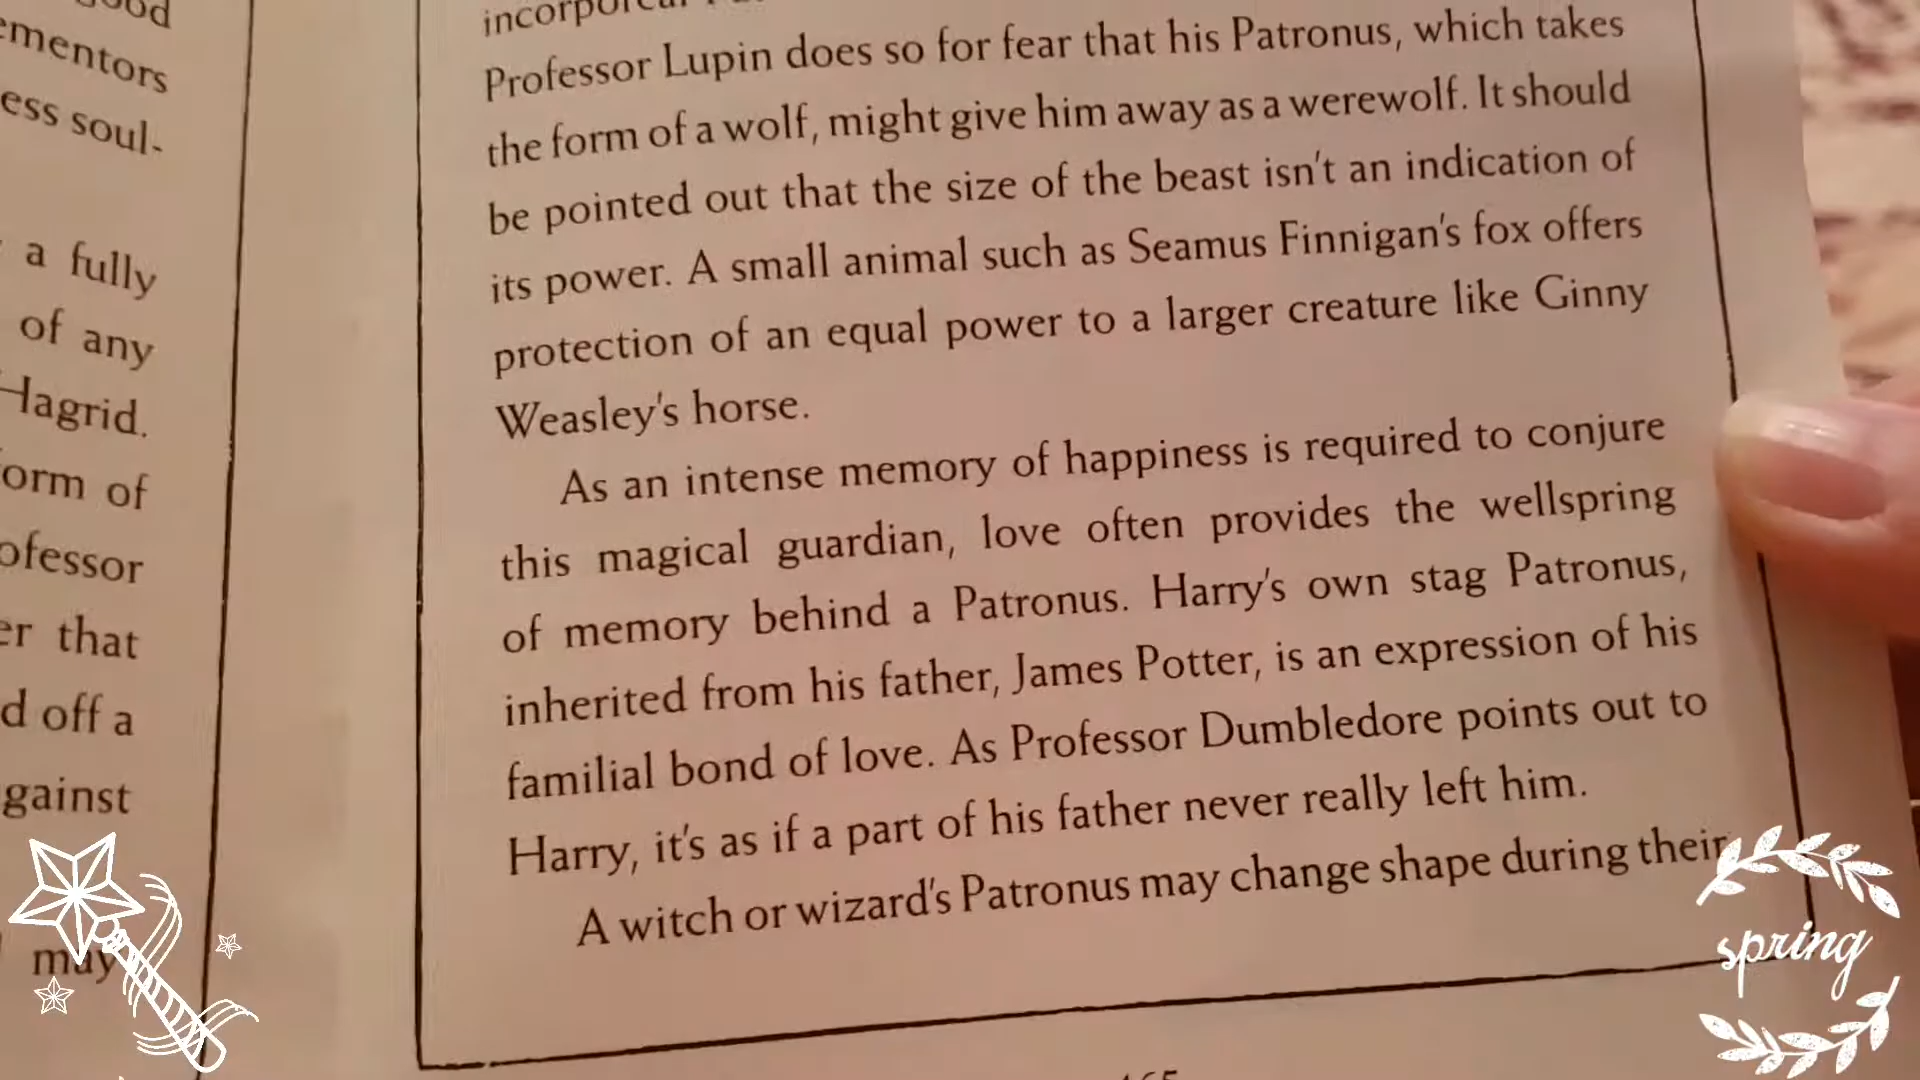 ementors
ess soul-
a fully
of any
Hagrid.
orm of
ofessor
er that
d off a
gainst
may
Professor Lupin does so for fear that his Patronus, which takes
the form of a wolf, might give him away as a werewolf. It should
be pointed out that the size of the beast isn't an indication of
its power. A small animal such as Seamus Finnigan's fox offers
protection of an equal power to a larger creature like Ginny
Weasley's horse.
As an intense memory of happiness is required to conjure
this magical guardian, love often provides the wellspring
of memory behind a Patronus. Harry's own stag Patronus,
inherited from his father, James Potter, is an expression of his
familial bond of love. As Professor Dumbledore points out to
Harry, it's as if a part of his father never really left him.
A witch or wizard's Patronus may change shape during their
spring